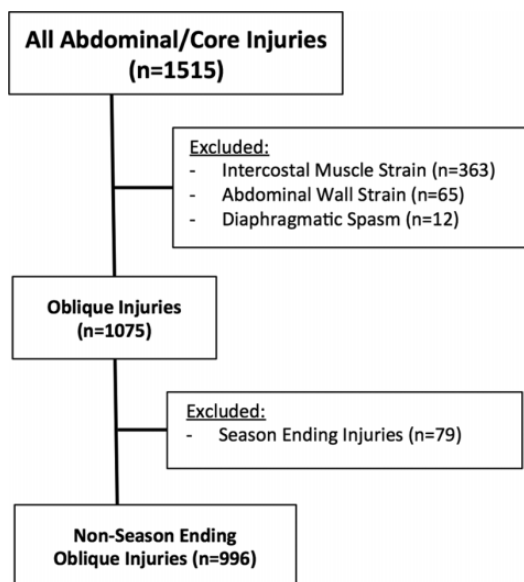 All Abdominal/Core Injuries
(n=1515)
Excluded:
- Intercostal Muscle Strain (n=363)
- Abdominal Wall Strain (n=65)
- Diaphragmatic Spasm (n=12)
Oblique Injuries
(n=1075)
Excluded:
- Season Ending Injuries (n=79)
Non-Season Ending
Oblique Injuries (n=996)